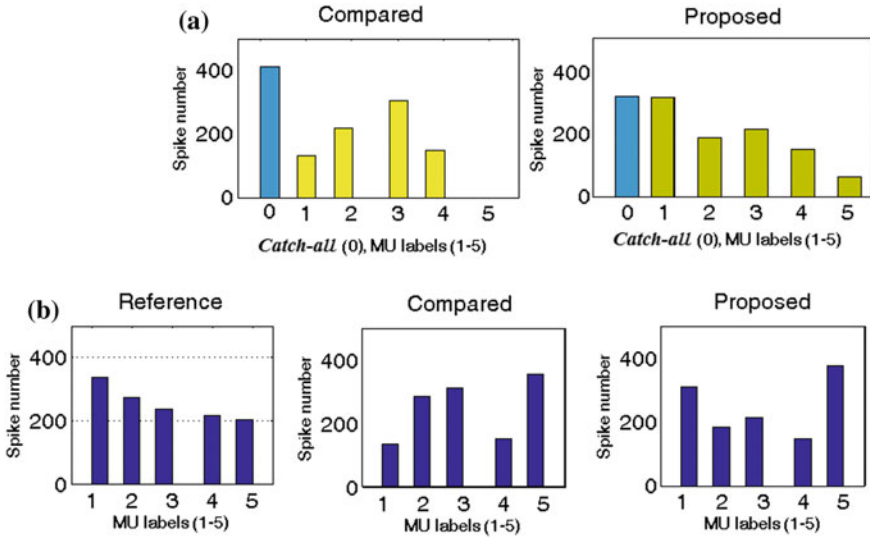 (a)
Compared
Proposed
Spike number
400
200
0
0 1 2 3 4 5
Catch-all (0), MU labels (1-5)
Spike number
400
200
0
0 1 2 3 4 5
Catch-all (0), MU labels (1-5)
(b)
Reference
Compared
Proposed
Spike number
400
200
0
1 2 3 4 5
MU labels (1-5)
Spike number
400
200
0
1 2 3 4 5
MU labels (1-5)
Spike number
400
200
0
1 2 3 4 5
MU labels (1-5)